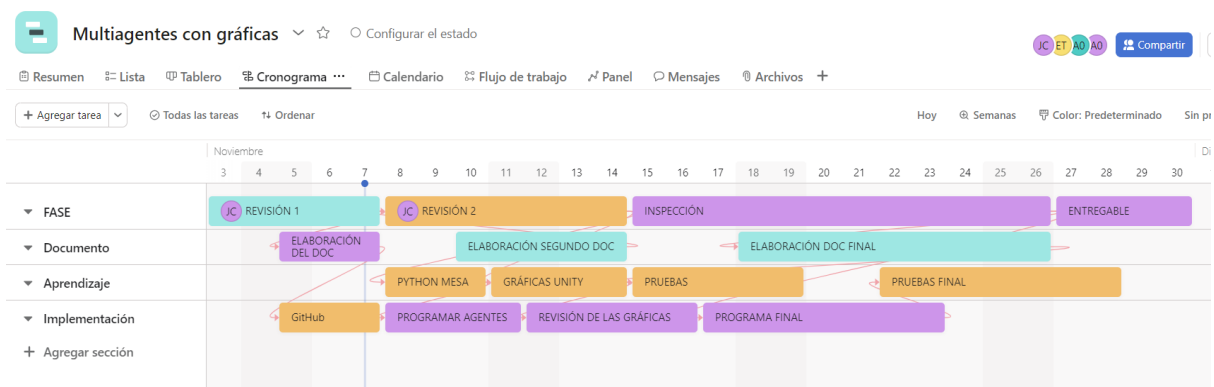 Multiagentes con gráficas
Configurar el estado
JC ET A0 A0
Compartir
Resumen Lista Tablero Cronograma Calendario Flujo de trabajo Panel Mensajes Archivos
+ Agregar tarea Todas las tareas Ordenar Hoy Semanas Color: Predeterminado Sin pr
Noviembre Di
3 4 5 6 7 8 9 10 11 12 13 14 15 16 17 18 19 20 21 22 23 24 25 26 27 28 29 30
FASE JC REVISIÓN 1 JC REVISIÓN 2 INSPECCIÓN ENTREGABLE
Documento ELABORACIÓN DEL DOC ELABORACIÓN SEGUNDO DOC ELABORACIÓN DOC FINAL
Aprendizaje PYTHON MESA GRÁFICAS UNITY PRUEBAS PRUEBAS FINAL
Implementación GitHub PROGRAMAR AGENTES REVISIÓN DE LAS GRÁFICAS PROGRAMA FINAL
+ Agregar sección